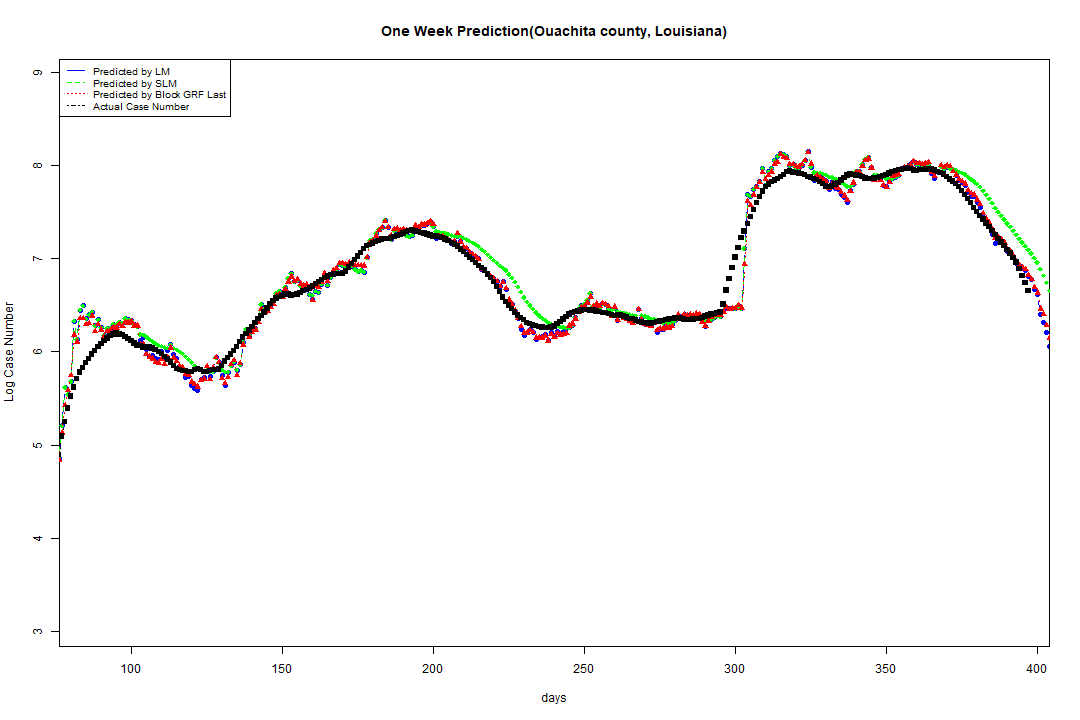 One Week Prediction(Ouachita county, Louisiana)
Predicted by LM
Predicted by SLM
Predicted by Block GRF Last
Actual Case Number
9
8
7
6
5
4
3
Log Case Number
100 150 200 250 300 350 400
days